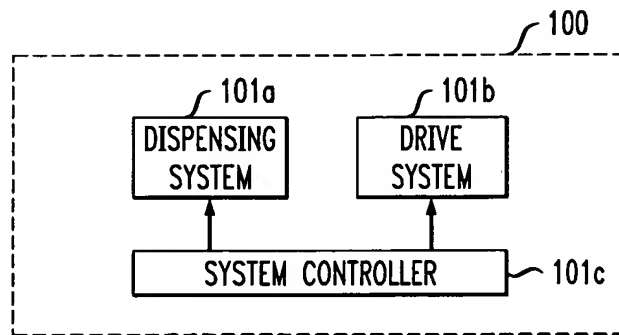 100
101a
101b
DISPENSING
SYSTEM
DRIVE
SYSTEM
SYSTEM CONTROLLER
101c